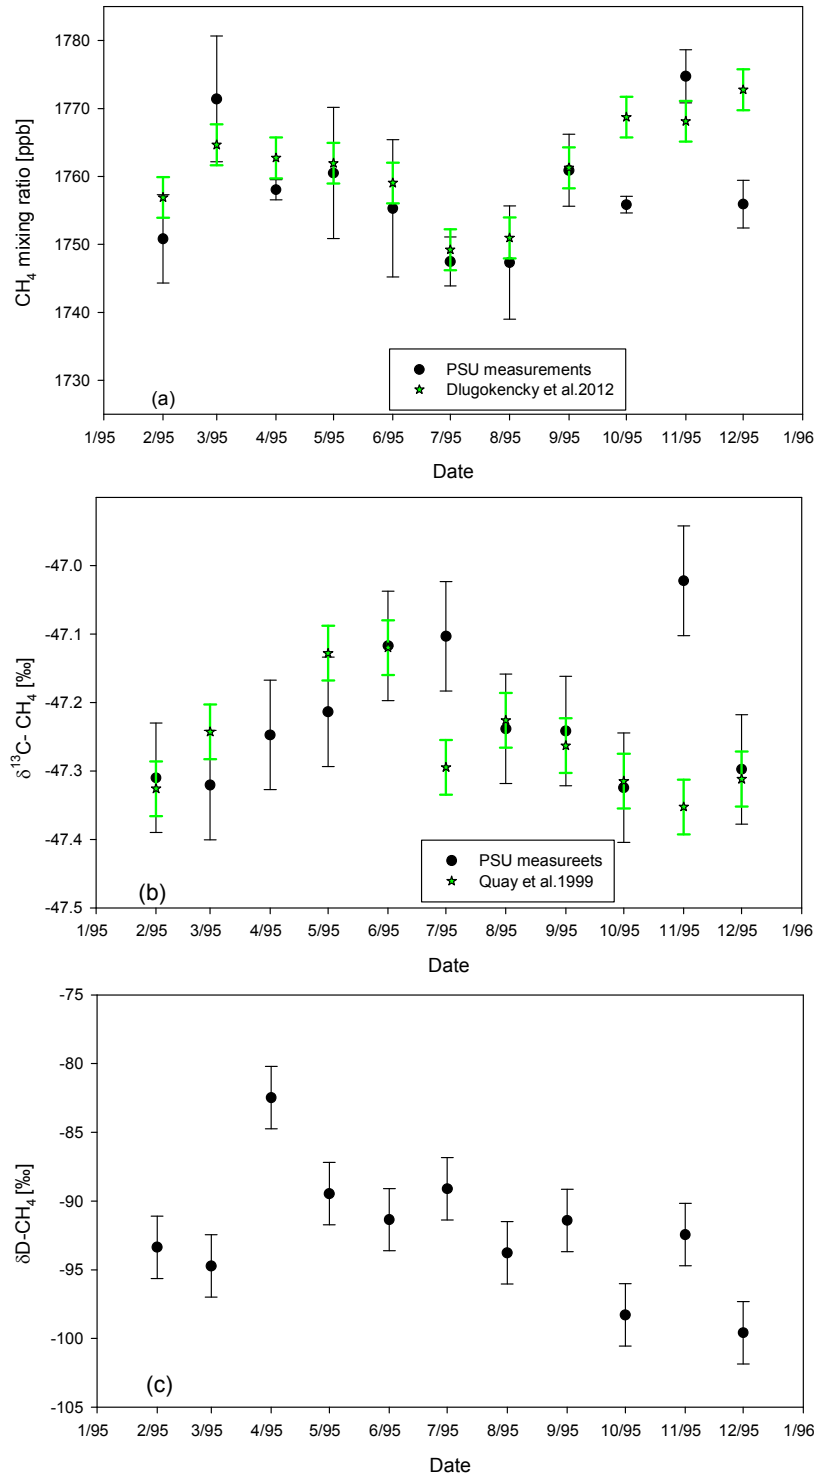 1780
1770
1760
1750
1740
1730
CH4 mixing ratio [ppb]
PSU measurements
Dlugokencky et al.2012
(a)
1/95 2/95 3/95 4/95 5/95 6/95 7/95 8/95 9/95 10/95 11/95 12/95 1/96
Date
-47.0
-47.1
-47.2
-47.3
-47.4
-47.5
δ13C- CH4 [‰]
PSU measureets
Quay et al.1999
(b)
1/95 2/95 3/95 4/95 5/95 6/95 7/95 8/95 9/95 10/95 11/95 12/95 1/96
Date
-75
-80
-85
-90
-95
-100
-105
δD-CH4 [‰]
(c)
1/95 2/95 3/95 4/95 5/95 6/95 7/95 8/95 9/95 10/95 11/95 12/95 1/96
Date